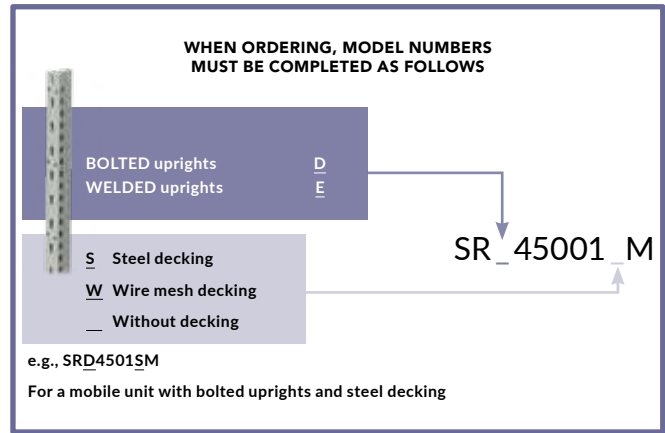 WHEN ORDERING, MODEL NUMBERS
MUST BE COMPLETED AS FOLLOWS
BOLTED uprights D
WELDED uprights E
SR_45001_M
S Steel decking
W Wire mesh decking
_ Without decking
e.g., SRD4501SM
For a mobile unit with bolted uprights and steel decking